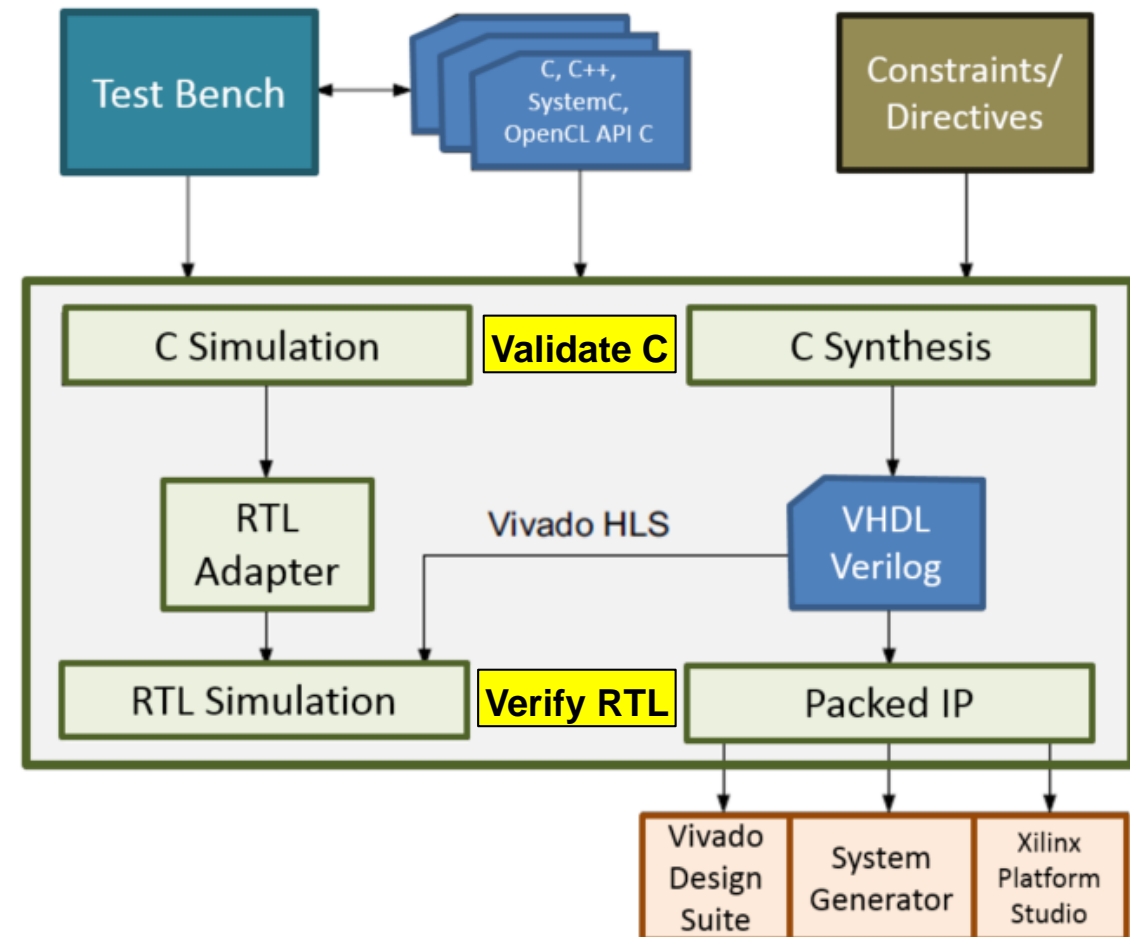 Test Bench
C, C++,
SystemC,
OpenCL API C
Constraints/
Directives
C Simulation
Validate C
C Synthesis
RTL
Adapter
Vivado HLS
VHDL
Verilog
RTL Simulation
Verify RTL
Packed IP
Vivado
Design
Suite
System
Generator
Xilinx
Platform
Studio